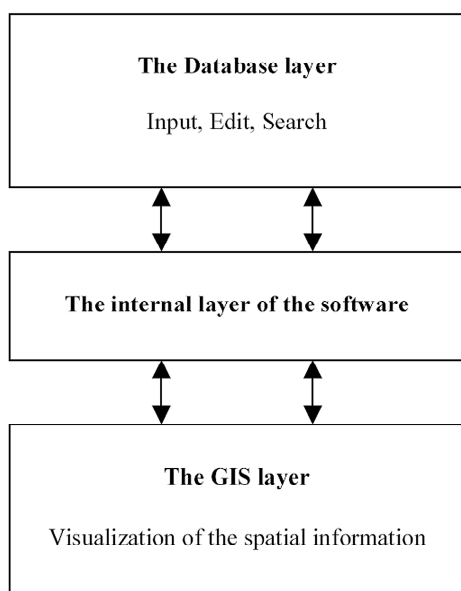 The Database layer
Input, Edit, Search
The internal layer of the software
The GIS layer
Visualization of the spatial information